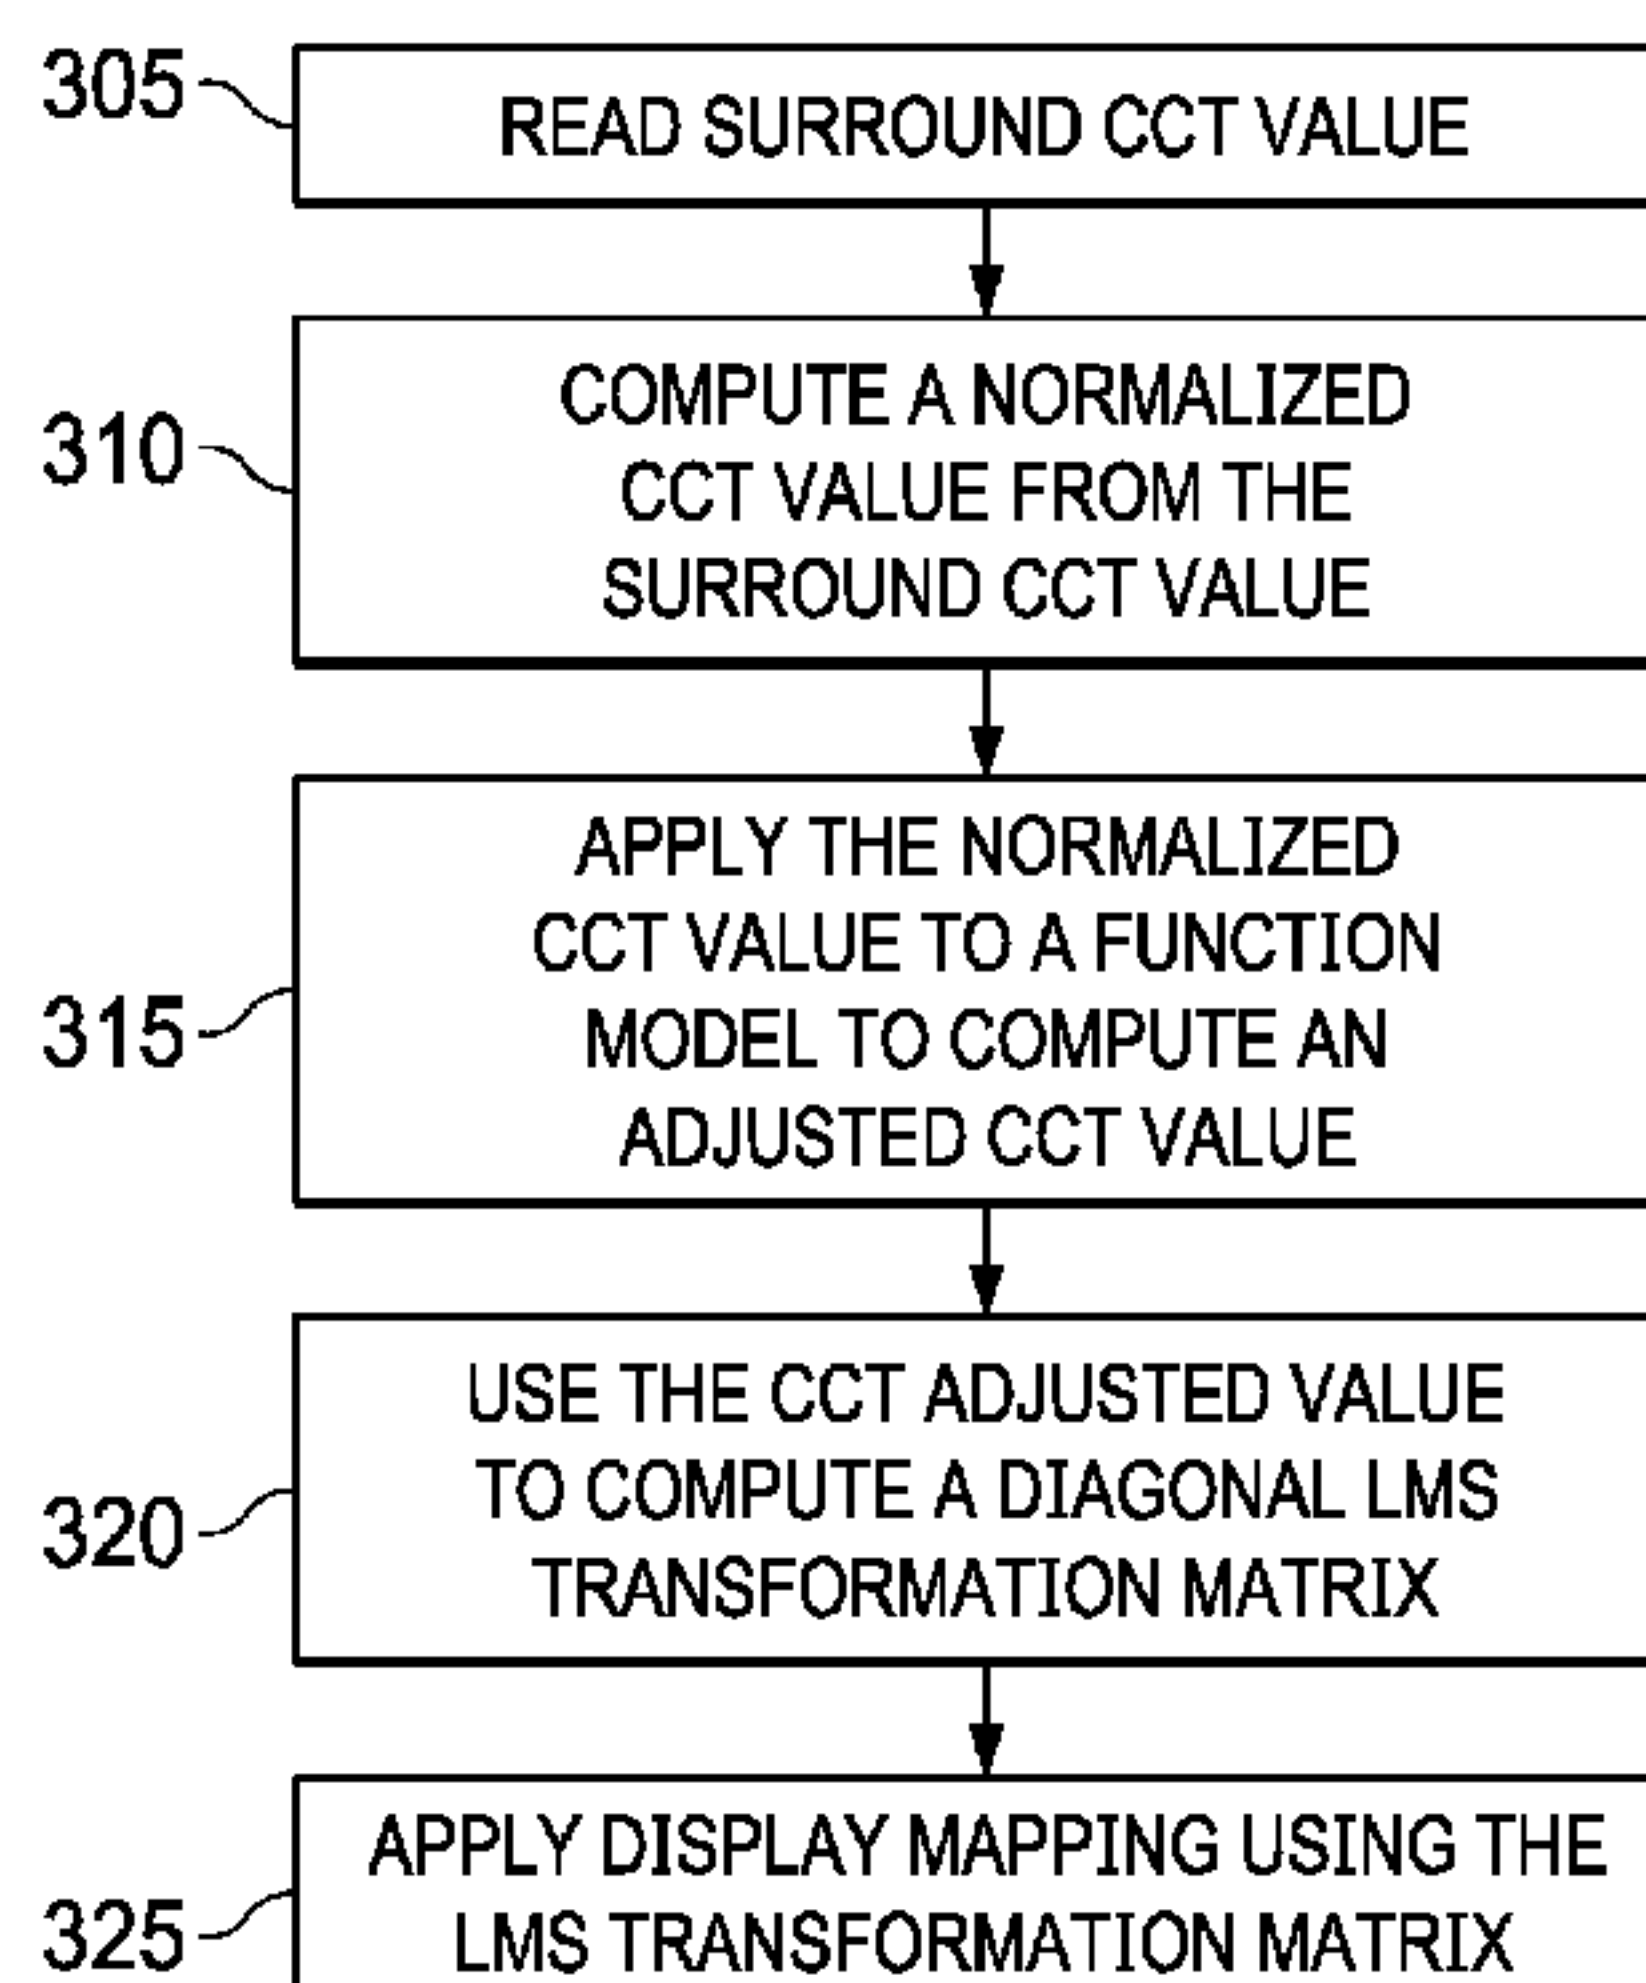 305
READ SURROUND CCT VALUE
310
COMPUTE A NORMALIZED
CCT VALUE FROM THE
SURROUND CCT VALUE
315
APPLY THE NORMALIZED
CCT VALUE TO A FUNCTION
MODEL TO COMPUTE AN
ADJUSTED CCT VALUE
320
USE THE CCT ADJUSTED VALUE
TO COMPUTE A DIAGONAL LMS
TRANSFORMATION MATRIX
325
APPLY DISPLAY MAPPING USING THE
LMS TRANSFORMATION MATRIX